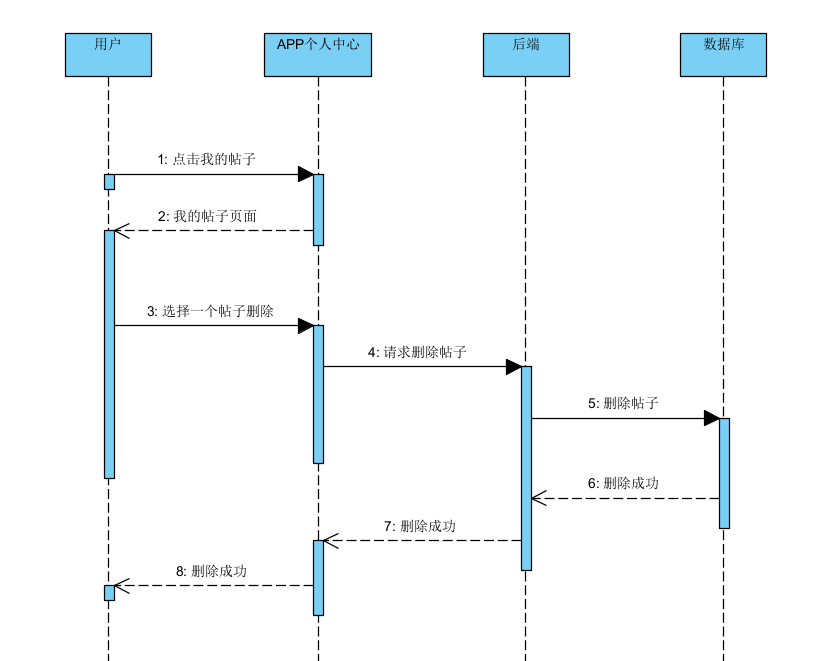 用户
APP个人中心
后端
数据库
1: 点击我的帖子
2: 我的帖子页面
3: 选择一个帖子删除
4: 请求删除帖子
5: 删除帖子
6: 删除成功
7: 删除成功
8: 删除成功